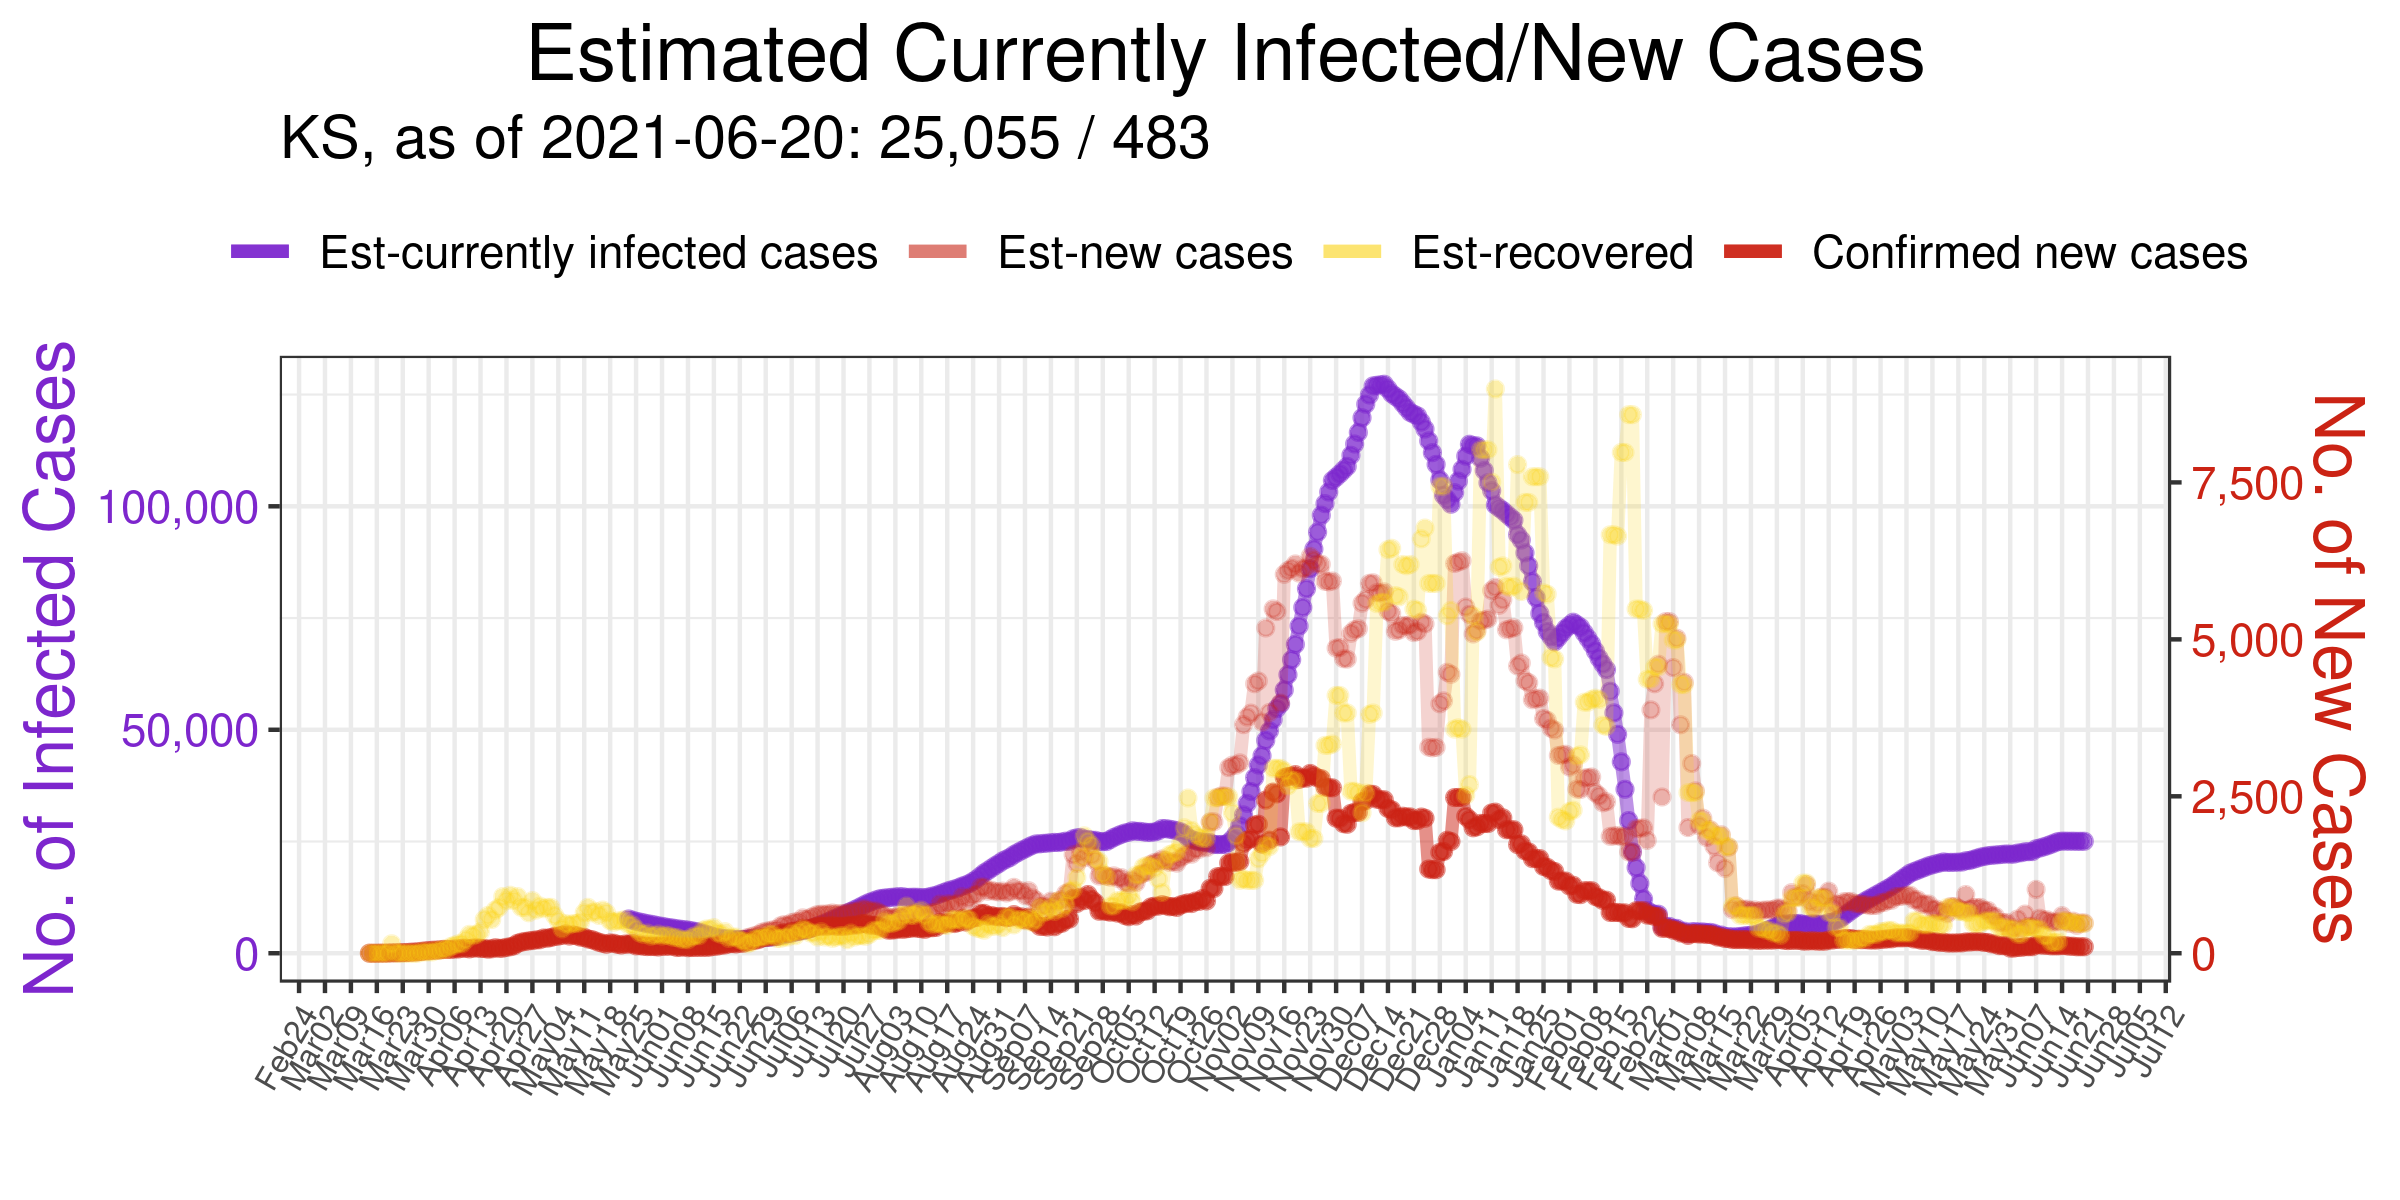 Estimated Currently Infected/New Cases
KS, as of 2021-06-20: 25,055 / 483
Est-currently infected cases
Est-new cases
Est-recovered
Confirmed new cases
No. of Infected Cases
100,000
50,000
0
7,500
5,000
2,500
0
No. of New Cases
Feb24
Mar02
Mar09
Mar16
Mar23
Mar30
Apr06
Apr13
Apr20
Apr27
May04
May11
May18
May25
Jun01
Jun08
Jun15
Jun22
Jun29
Jul06
Jul13
Jul20
Jul27
Aug03
Aug10
Aug17
Aug24
Aug31
Sep07
Sep14
Sep21
Sep28
Oct05
Oct12
Oct19
Oct26
Nov02
Nov09
Nov16
Nov23
Nov30
Dec07
Dec14
Dec21
Dec28
Jan04
Jan11
Jan18
Jan25
Feb01
Feb08
Feb15
Feb22
Mar01
Mar08
Mar15
Mar22
Mar29
Apr05
Apr12
Apr19
Apr26
May03
May10
May17
May24
May31
Jun07
Jun14
Jun21
Jun28
Jul05
Jul12